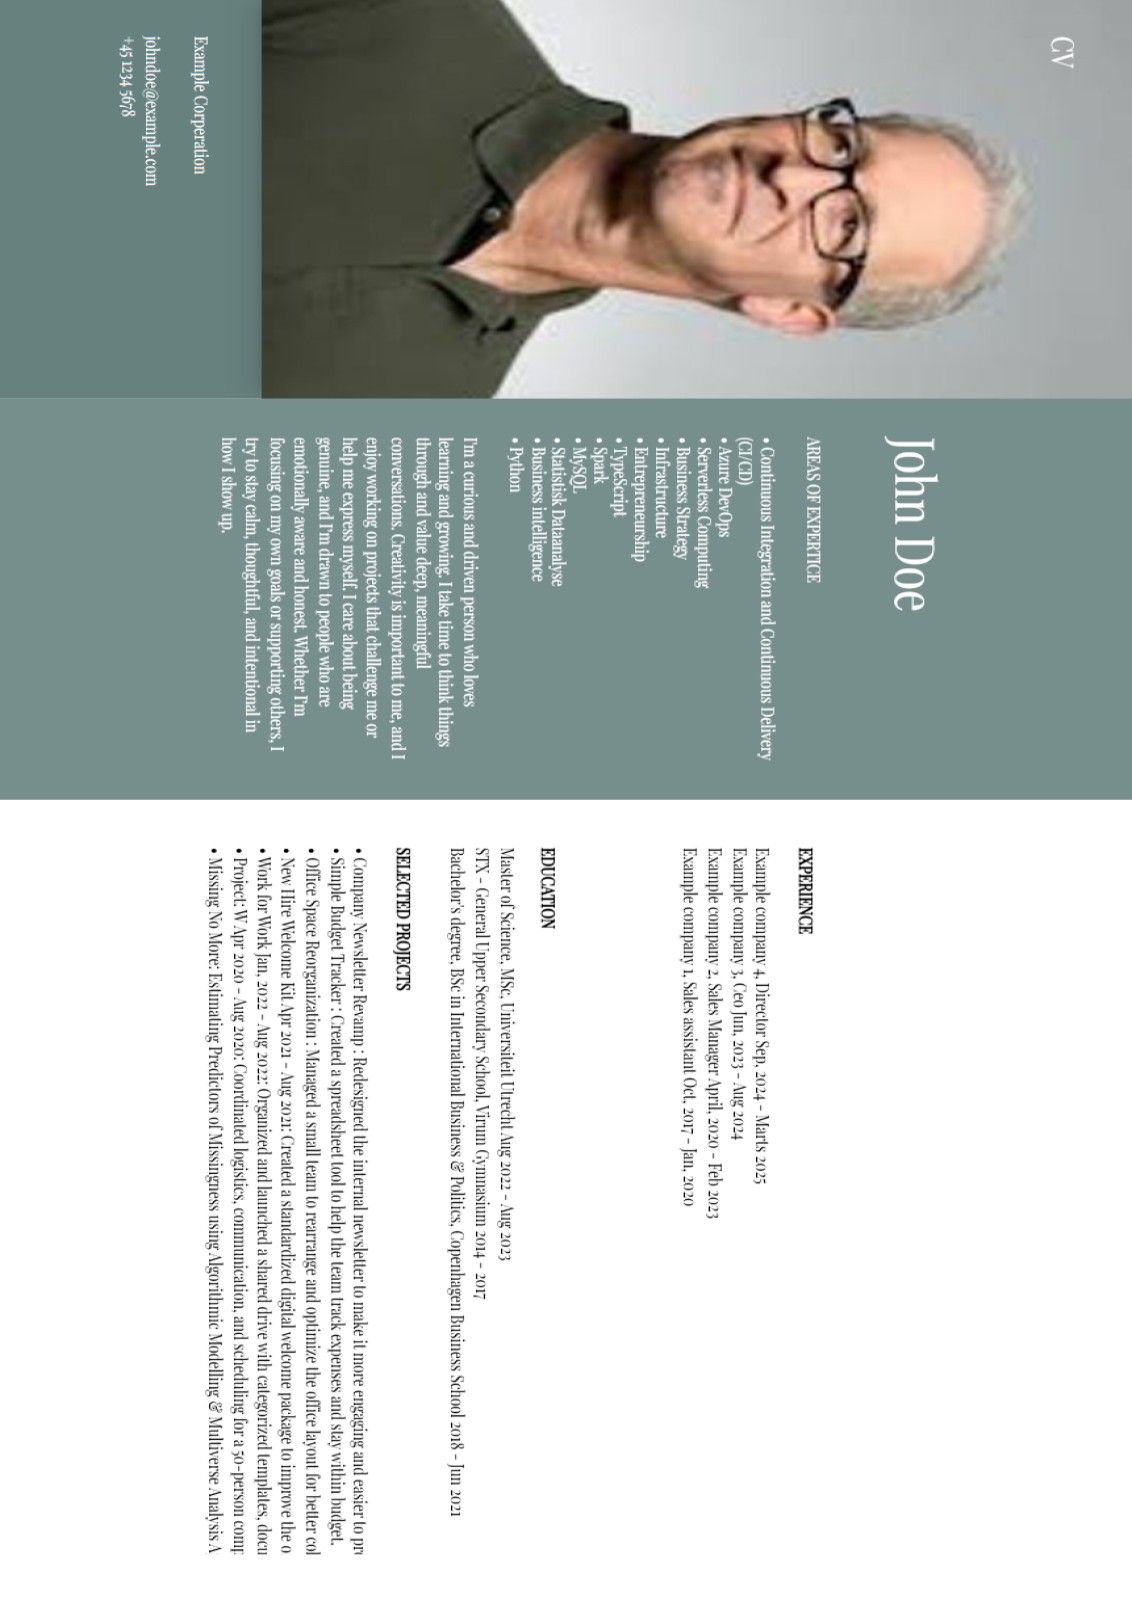 CV
Example Corperation
johndoe@example.com
+45 1234 5678
John Doe
AREAS OF EXPERTICE
• Continuous Integration and Continuous Delivery
(CI/CD)
• Azure DevOps
• Serverless Computing
• Business Strategy
• Infrastructure
• Entrepreneurship
• TypeScript
• Spark
• MySQL
• Statistisk Dataanalyse
• Business intelligence
• Python
I'm a curious and driven person who loves
learning and growing. I take time to think things
through and value deep, meaningful
conversations. Creativity is important to me, and I
enjoy working on projects that challenge me or
help me express myself. I care about being
genuine, and I'm drawn to people who are
emotionally aware and honest. Whether I'm
focusing on my own goals or supporting others, I
try to stay calm, thoughtful, and intentional in
how I show up.
EXPERIENCE
Example company 4, Director Sep, 2024 - Marts 2025
Example company 3, Ceo Jun, 2023 - Aug 2024
Example company 2, Sales Manager April, 2020 - Feb 2023
Example company 1, Sales assistant Oct, 2017 - Jan, 2020
EDUCATION
Master of Science, MSc, Universiteit Utrecht Aug 2022 - Aug 2023
STX - General Upper Secondary School, Virum Gymnasium 2014 - 2017
Bachelor's degree, BSc in International Business & Politics, Copenhagen Business School 2018 - Jun 2021
SELECTED PROJECTS
• Company Newsletter Revamp : Redesigned the internal newsletter to make it more engaging and easier to
• Simple Budget Tracker : Created a spreadsheet tool to help the team track expenses and stay within budget.
• Office Space Reorganization : Managed a small team to rearrange and optimize the office layout for better
• New Hire Welcome Kit Apr 2021 - Aug 2021: Created a standardized digital welcome package to improve the
• Work for Work Jan, 2022 - Aug 2022: Organized and launched a shared drive with categorized templates,
• Project: W Apr 2020 - Aug 2020: Coordinated logistics, communication, and scheduling for a 50-person
• Missing No More: Estimating Predictors of Missingness using Algorithmic Modelling & Multiverse Analysis